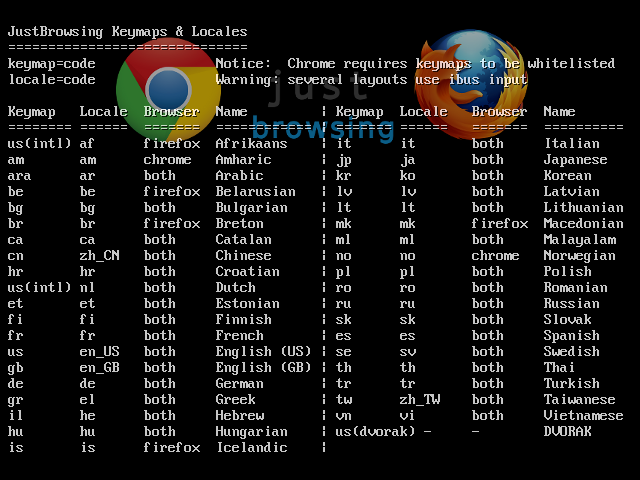 JustBrowsing Keymaps & Locales
==============================
keymap=code Notice: Chrome requires keymaps to be whitelisted
locale=code Warning: several layouts use ibus input
just
browsing
Keymap Locale Browser Name | Keymap Locale Browser Name
======== ====== ======= ============|======== ====== ======= ==========
us(intl) af firefox Afrikaans | it it both Italian
am am chrome Amharic | jp ja both Japanese
ara ar both Arabic | kr ko both Korean
be be firefox Belarusian | lv lv both Latvian
bg bg both Bulgarian | lt lt both Lithuanian
br br firefox Breton | mk mk firefox Macedonian
ca ca both Catalan | ml ml both Malayalam
cn zh_CN both Chinese | no no chrome Norwegian
hr hr both Croatian | pl pl both Polish
us(intl) nl both Dutch | ro ro both Romanian
et et both Estonian | ru ru both Russian
fi fi both Finnish | sk sk both Slovak
fr fr both French | es es both Spanish
us en_US both English (US) | se sv both Swedish
gb en_GB both English (GB) | th th both Thai
de de both German | tr tr both Turkish
gr el both Greek | tw zh_TW both Taiwanese
il he both Hebrew | vn vi both Vietnamese
hu hu both Hungarian | us(dvorak) - - DVORAK
is is firefox Icelandic |